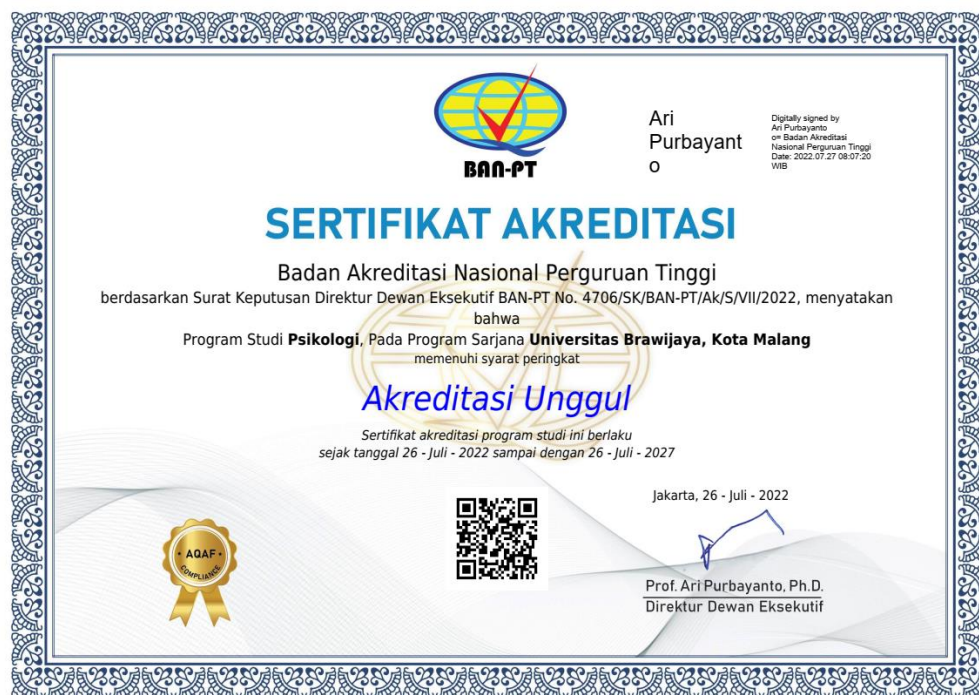 BAN-PT
Ari
Purbayant
o
Digitally signed by
Ari Purbayanto
o= Badan Akreditasi
Nasional Perguruan Tinggi
Date: 2022.07.27 08:07:20
WIB
SERTIFIKAT AKREDITASI
Badan Akreditasi Nasional Perguruan Tinggi
berdasarkan Surat Keputusan Direktur Dewan Eksekutif BAN-PT No. 4706/SK/BAN-PT/Ak/S/VII/2022, menyatakan
bahwa
Program Studi Psikologi, Pada Program Sarjana Universitas Brawijaya, Kota Malang
memenuhi syarat peringkat
Akreditasi Unggul
Sertifikat akreditasi program studi ini berlaku
sejak tanggal 26 - Juli - 2022 sampai dengan 26 - Juli - 2027
Jakarta, 26 - Juli - 2022
AQAF
COMPLIANCE
Prof. Ari Purbayanto, Ph.D.
Direktur Dewan Eksekutif